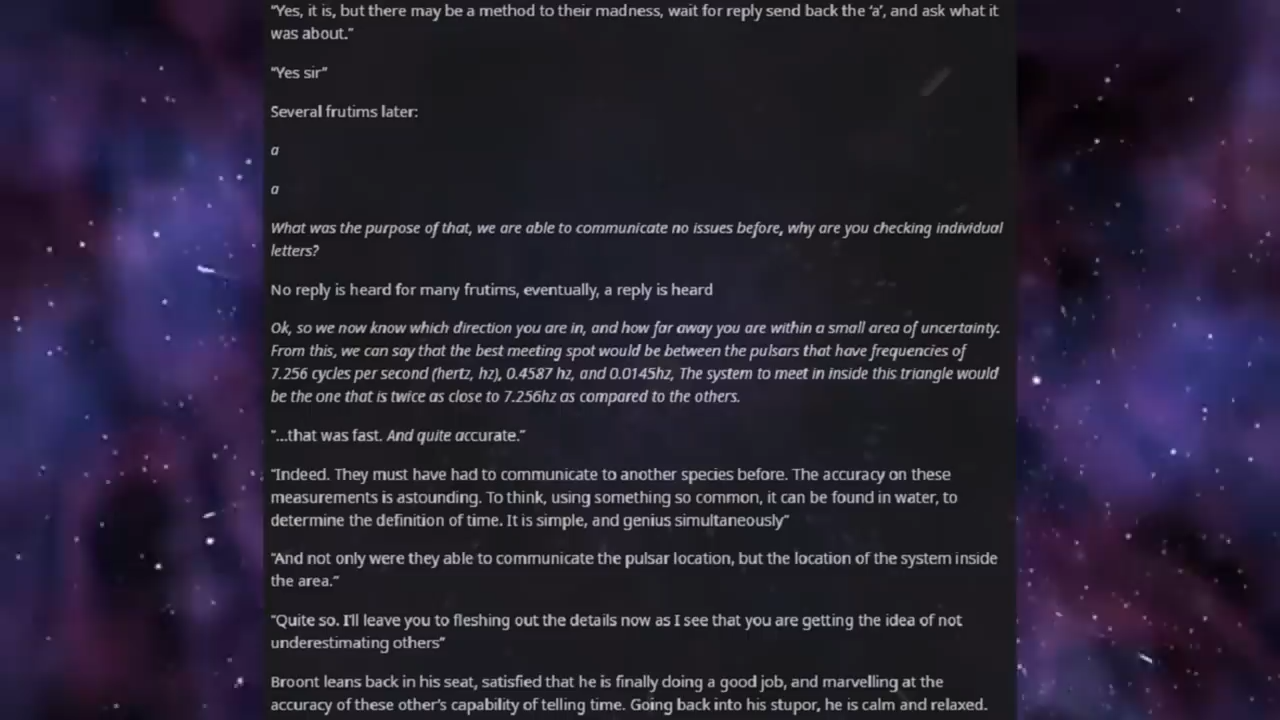 “Yes, it is, but there may be a method to their madness, wait for reply send back the ‘a’, and ask what it
was about.”
“Yes sir”
Several frutims later:
a
a
What was the purpose of that, we are able to communicate no issues before, why are you checking individual
letters?
No reply is heard for many frutims, eventually, a reply is heard
Ok, so we now know which direction you are in, and how far away you are within a small area of uncertainty.
From this, we can say that the best meeting spot would be between the pulsars that have frequencies of
7.256 cycles per second (hertz, hz), 0.4587 hz, and 0.0145hz, The system to meet in inside this triangle would
be the one that is twice as close to 7.256hz as compared to the others.
“...that was fast. And quite accurate.”
“Indeed. They must have had to communicate to another species before. The accuracy on these
measurements is astounding. To think, using something so common, it can be found in water, to
determine the definition of time. It is simple, and genius simultaneously”
“And not only were they able to communicate the pulsar location, but the location of the system inside
the area.”
“Quite so. I’ll leave you to fleshing out the details now as I see that you are getting the idea of not
underestimating others”
Broont leans back in his seat, satisfied that he is finally doing a good job, and marvelling at the
accuracy of these other’s capability of telling time. Going back into his stupor, he is calm and relaxed.